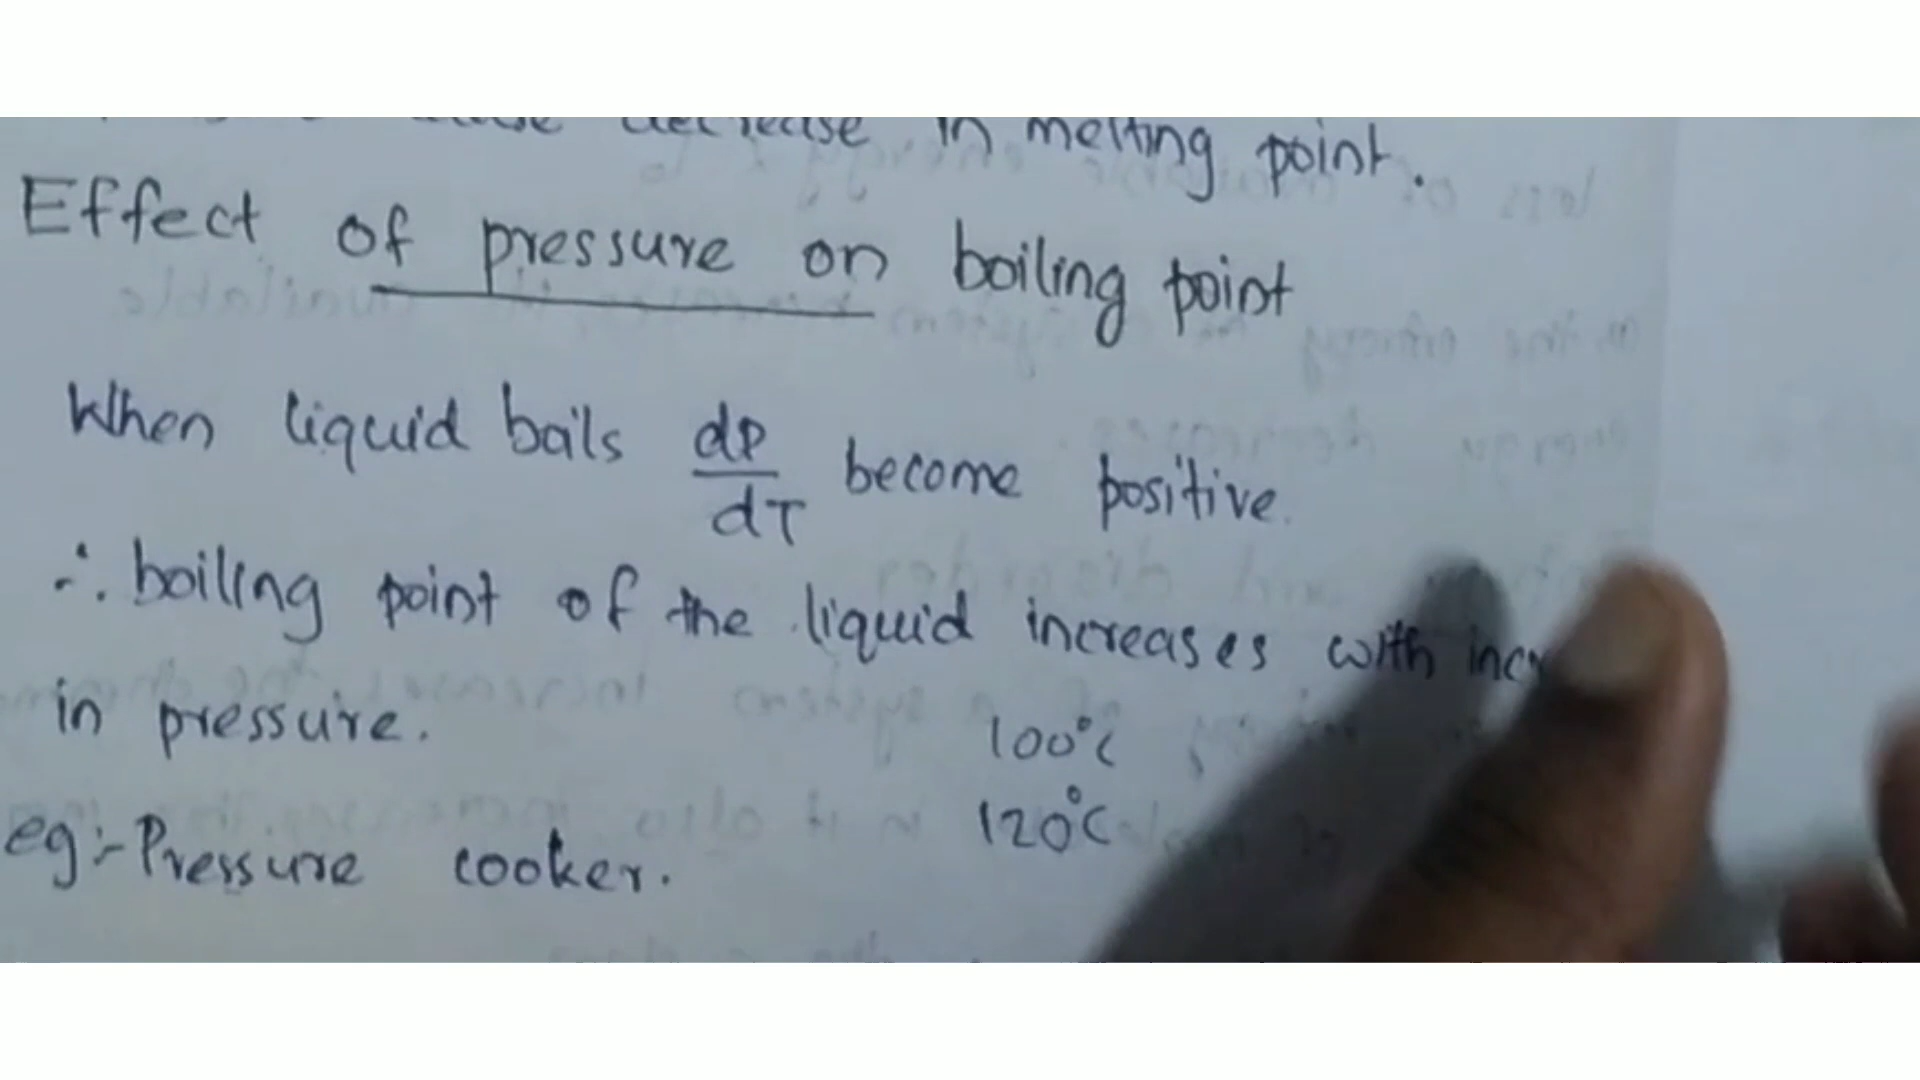 decrease in melting point.
Effect of pressure on boiling point
When liquid boils dP/dT become positive.
∴ boiling point of the liquid increases with
in pressure.
100°C
120°C
eg:- Pressure cooker.